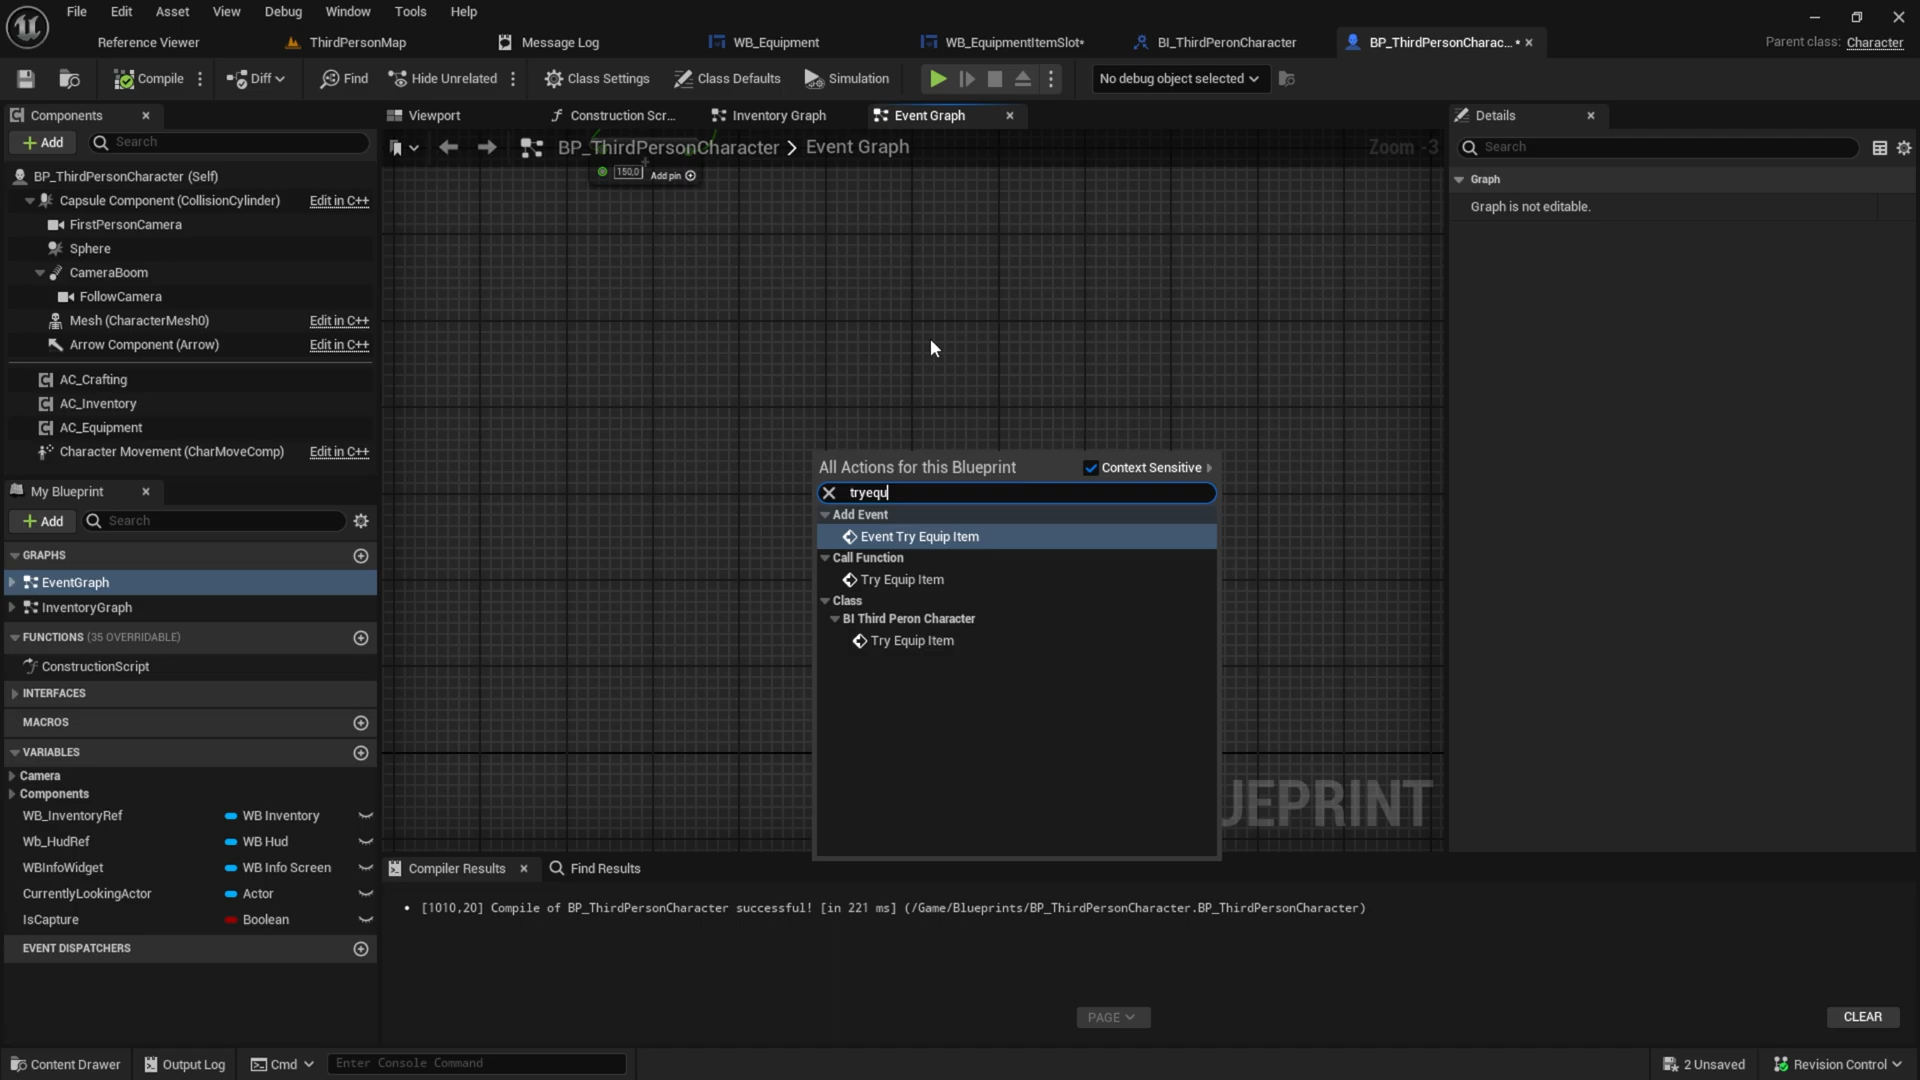 File Edit Asset View Debug Window Tools Help
Reference Viewer ThirdPersonMap Message Log WB_Equipment WB_EquipmentItemSlot* BI_ThirdPeronCharacter BP_ThirdPersonCharac... * Parent class: Character
Compile Diff Find Hide Unrelated Class Settings Class Defaults Simulation No debug object selected
Components
Add Search
BP_ThirdPersonCharacter (Self)
Capsule Component (CollisionCylinder) Edit in C++
FirstPersonCamera
Sphere
CameraBoom
FollowCamera
Mesh (CharacterMesh0) Edit in C++
Arrow Component (Arrow) Edit in C++
AC_Crafting
AC_Inventory
AC_Equipment
Character Movement (CharMoveComp) Edit in C++
My Blueprint
Add Search
GRAPHS
EventGraph
InventoryGraph
FUNCTIONS (35 OVERRIDABLE)
ConstructionScript
INTERFACES
MACROS
VARIABLES
Camera
Components
WB_InventoryRef WB Inventory
Wb_HudRef WB Hud
WBInfoWidget WB Info Screen
CurrentlyLookingActor Actor
IsCapture Boolean
EVENT DISPATCHERS
Viewport Construction Scr... Inventory Graph Event Graph
BP_ThirdPersonCharacter > Event Graph Zoom -3
150,0 Add pin
All Actions for this Blueprint Context Sensitive
tryequ
Add Event
Event Try Equip Item
Call Function
Try Equip Item
Class
BI Third Peron Character
Try Equip Item
UEPRINT
Compiler Results Find Results
[1010,20] Compile of BP_ThirdPersonCharacter successful! [in 221 ms] (/Game/Blueprints/BP_ThirdPersonCharacter.BP_ThirdPersonCharacter)
PAGE CLEAR
Details
Search
Graph
Graph is not editable.
Content Drawer Output Log Cmd Enter Console Command 2 Unsaved Revision Control